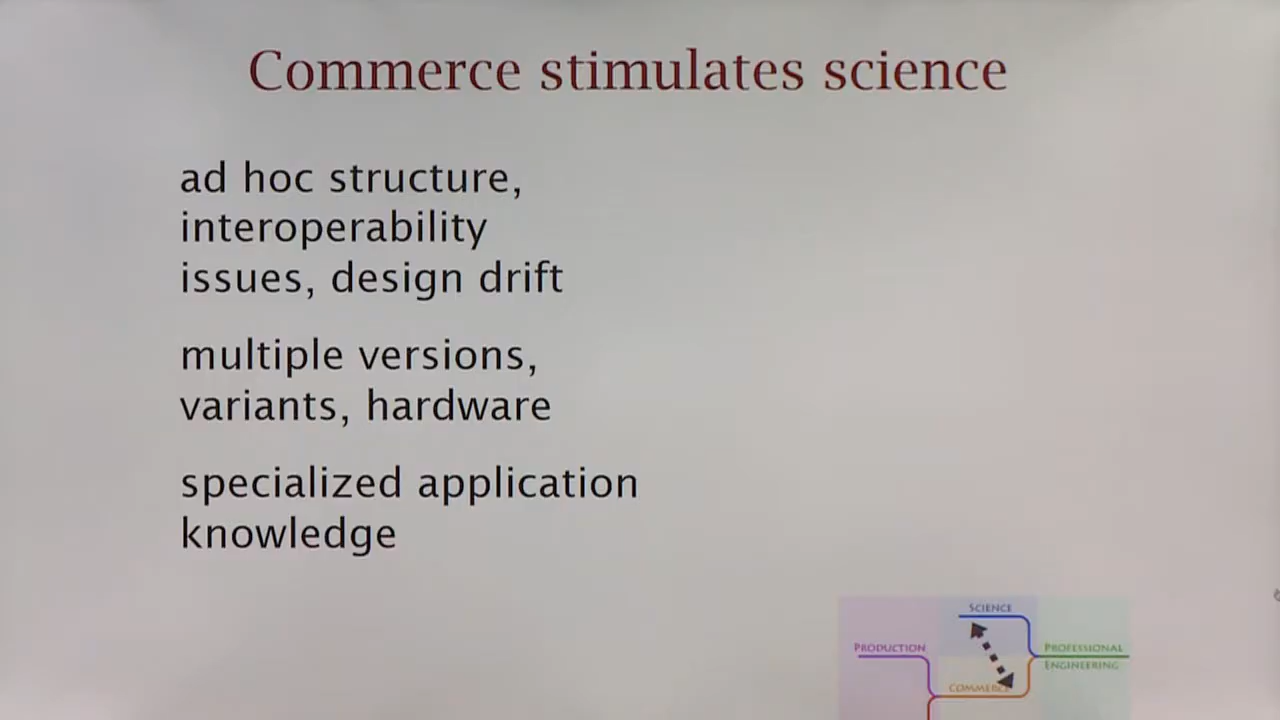 Commerce stimulates science
ad hoc structure,
interoperability
issues, design drift
multiple versions,
variants, hardware
specialized application
knowledge
SCIENCE
PRODUCTION
PROFESSIONAL
ENGINEERING
COMMERCE